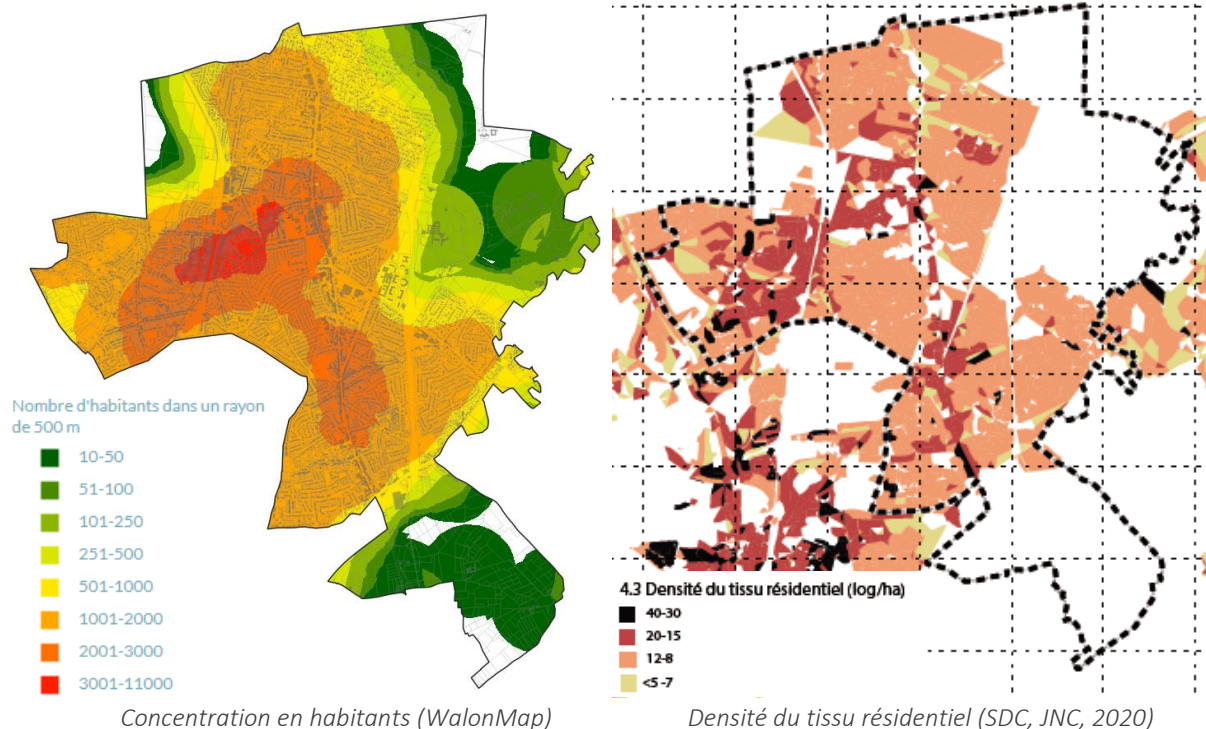 Nombre d'habitants dans un rayon
de 500 m
10-50
51-100
101-250
251-500
501-1000
1001-2000
2001-3000
3001-11000
4.3 Densité du tissu résidentiel (log/ha)
40-30
20-15
12-8
<5 -7
Concentration en habitants (WalonMap)
Densité du tissu résidentiel (SDC, JNC, 2020)